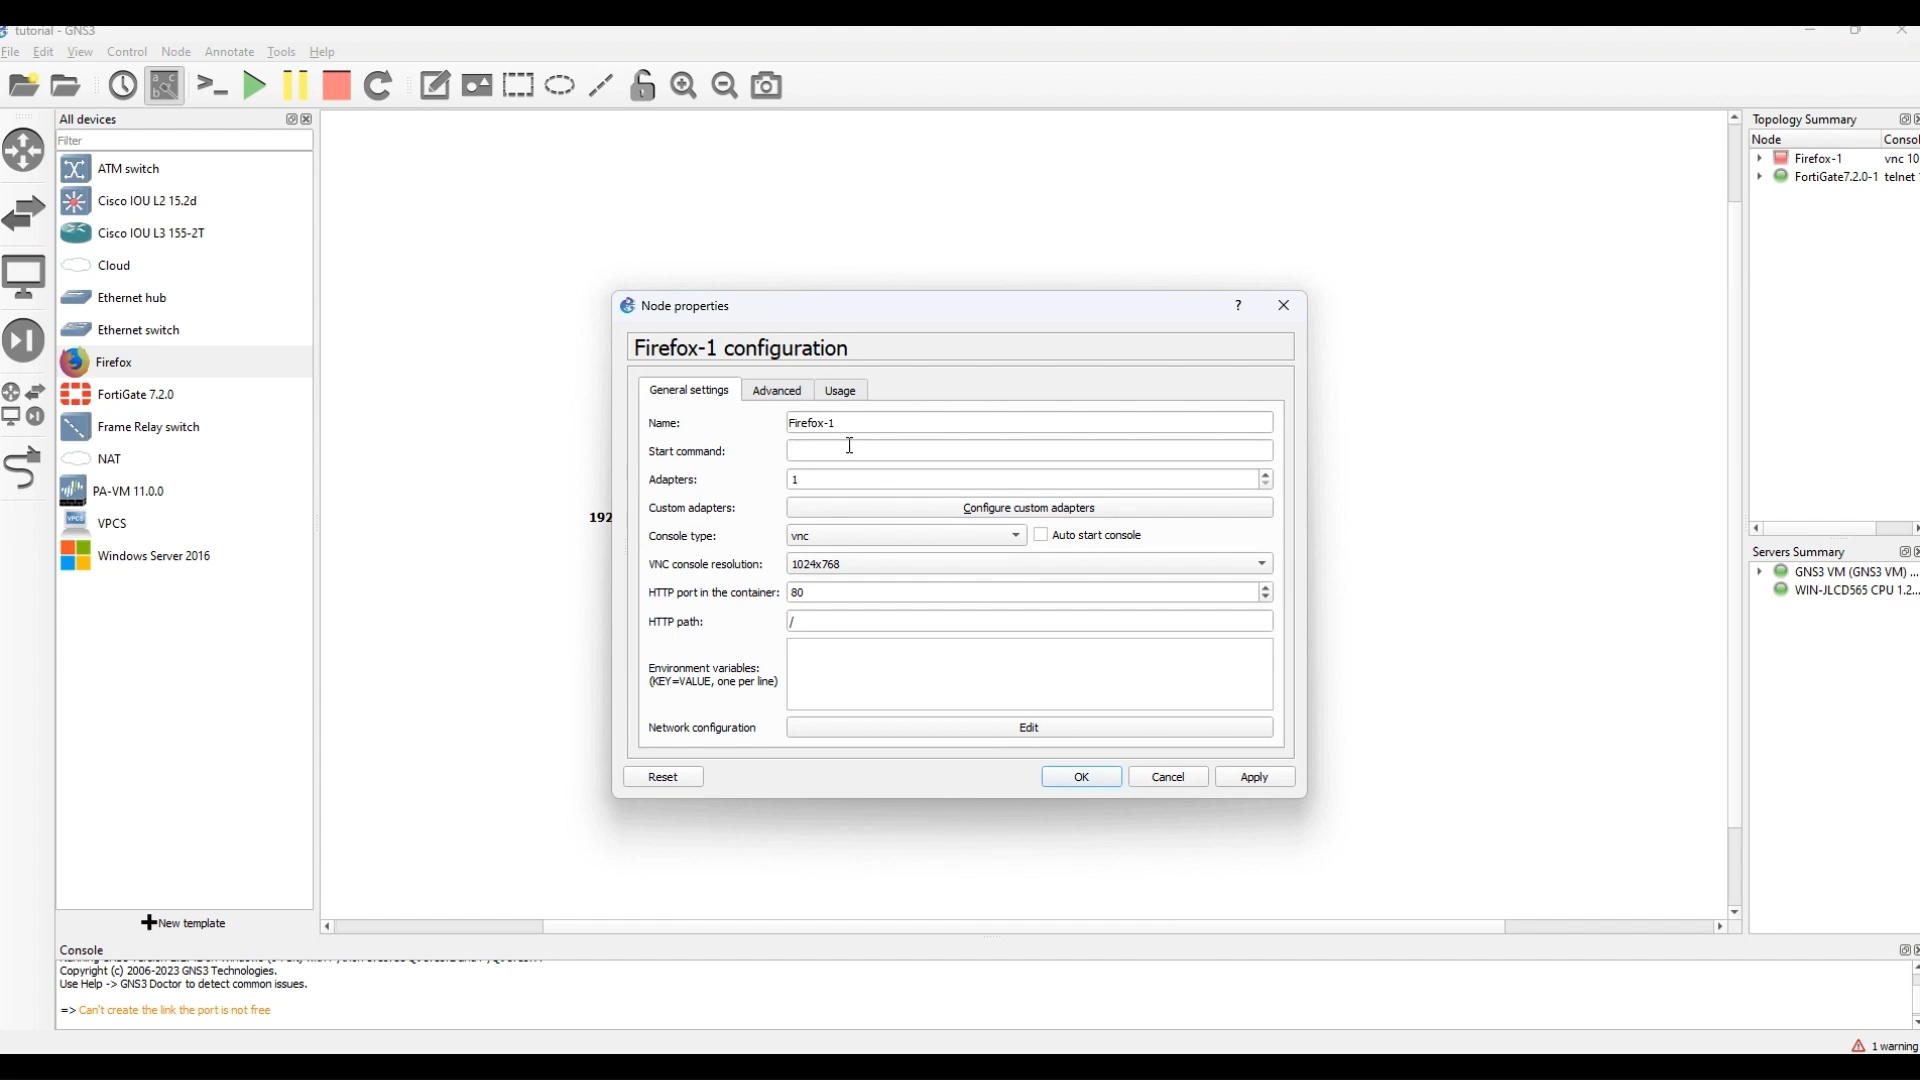 tutorial - GNS3
File Edit View Control Node Annotate Tools Help
All devices
Filter
ATM switch
Cisco IOU L2 15.2d
Cisco IOU L3 155-2T
Cloud
Ethernet hub
Ethernet switch
Firefox
FortiGate 7.2.0
Frame Relay switch
NAT
PA-VM 11.0.0
VPCS
Windows Server 2016
New template
192
Node properties
?
Firefox-1 configuration
General settings Advanced Usage
Name: Firefox-1
Start command:
Adapters: 1
Custom adapters: Configure custom adapters
Console type: vnc Auto start console
VNC console resolution: 1024x768
HTTP port in the container: 80
HTTP path: /
Environment variables:
(KEY=VALUE, one per line)
Network configuration Edit
Reset OK Cancel Apply
Topology Summary
Node Consol
Firefox-1 vnc 10
FortiGate7.2.0-1 telnet
Servers Summary
GNS3 VM (GNS3 VM) ...
WIN-JLCD565 CPU 1.2...
Console
Copyright (c) 2006-2023 GNS3 Technologies.
Use Help -> GNS3 Doctor to detect common issues.
=> Can't create the link the port is not free
1 warning